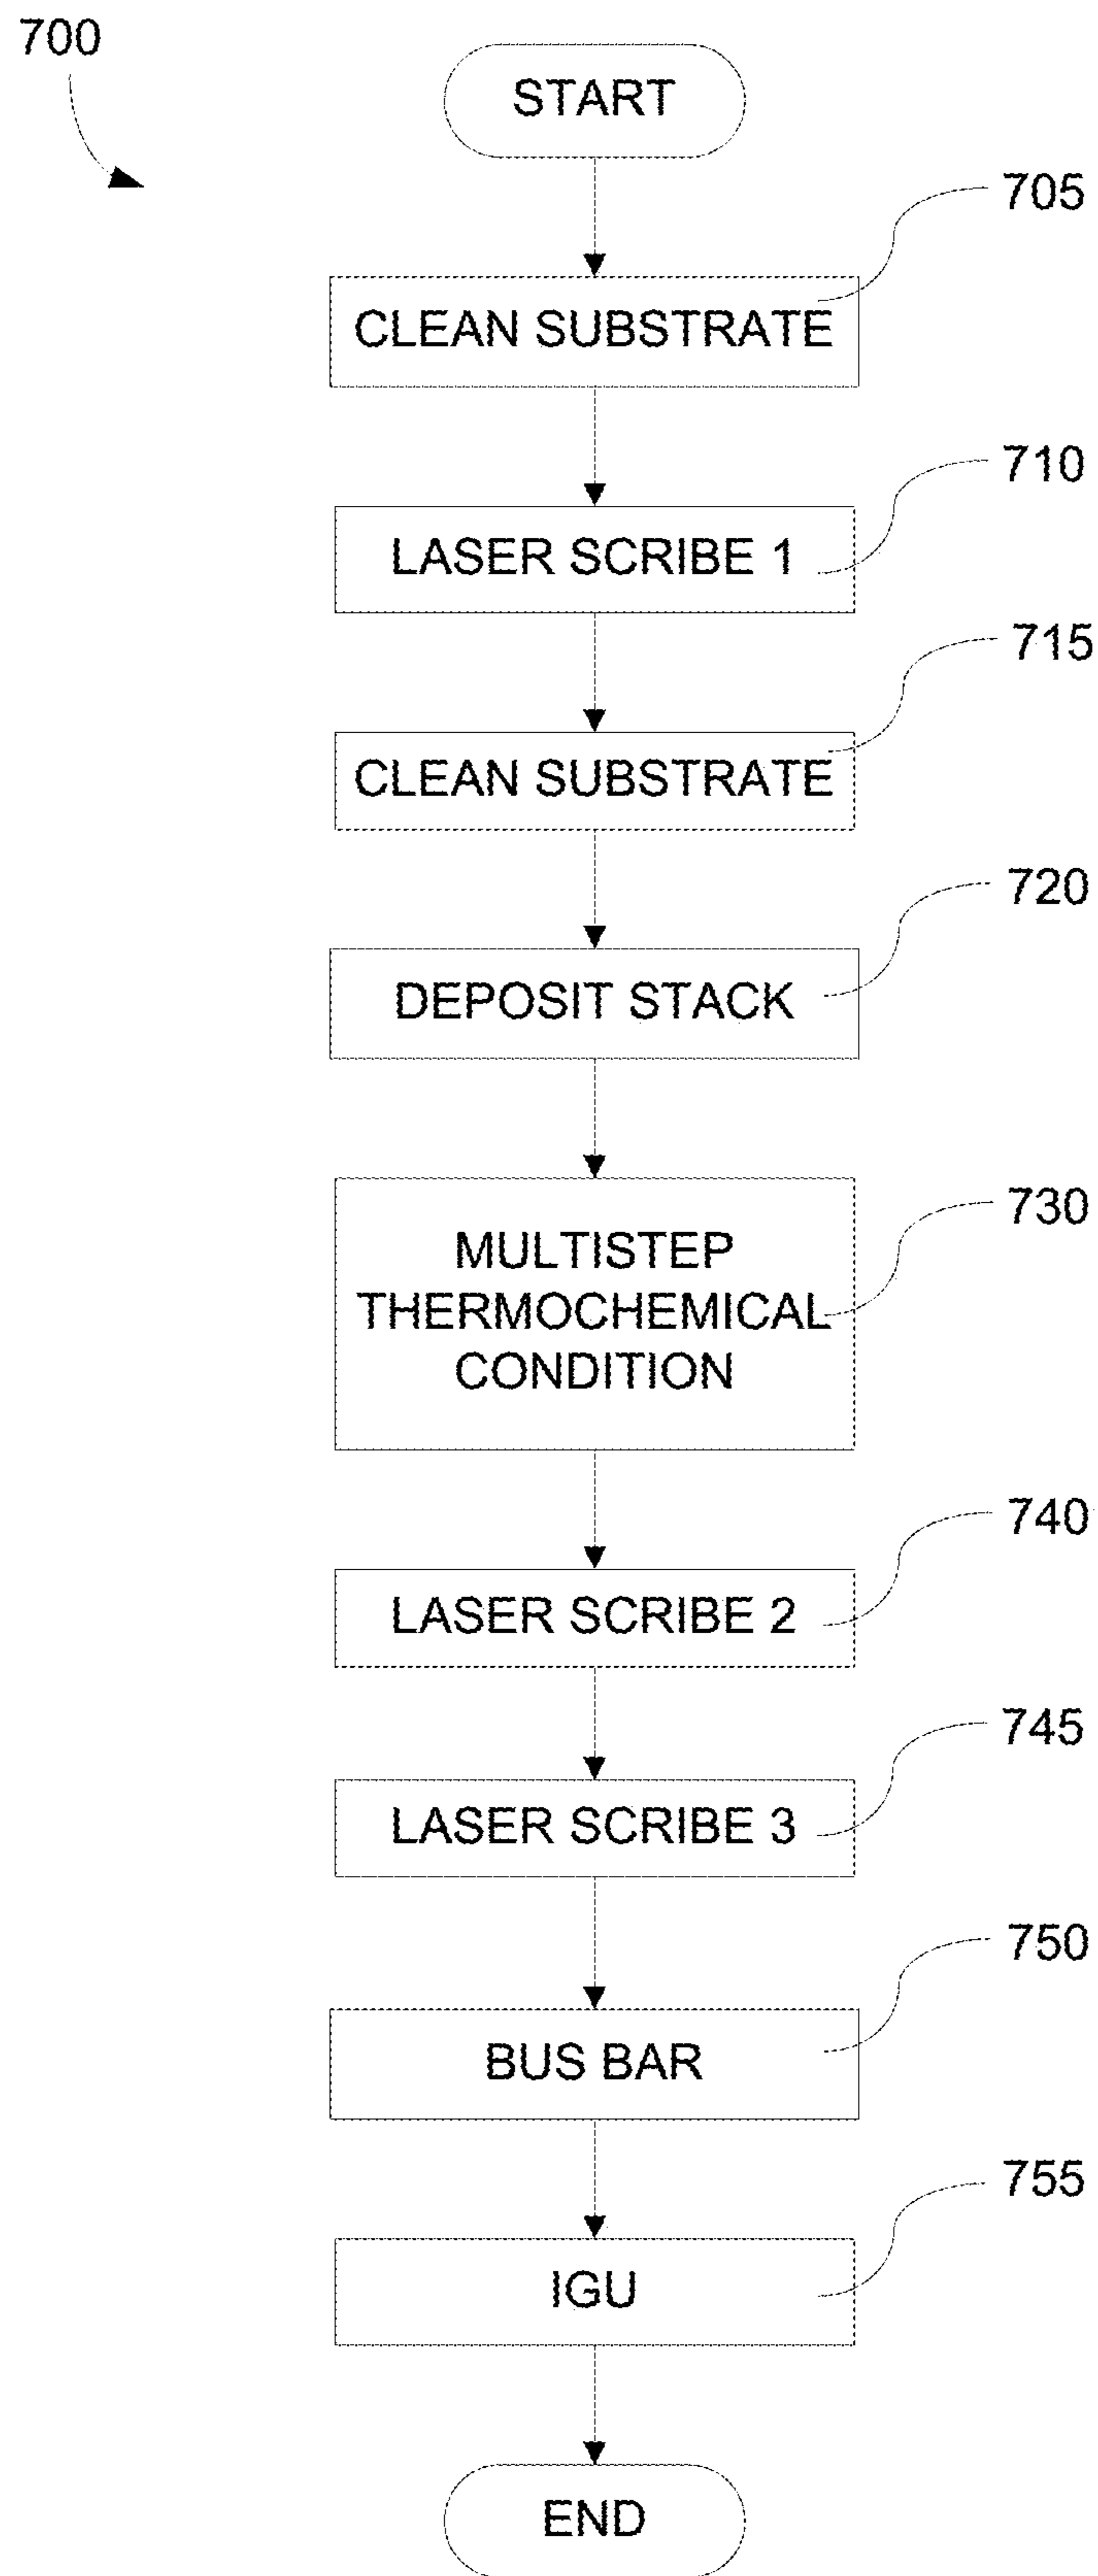 700
START
705
CLEAN SUBSTRATE
710
LASER SCRIBE 1
715
CLEAN SUBSTRATE
720
DEPOSIT STACK
730
MULTISTEP
THERMOCHEMICAL
CONDITION
740
LASER SCRIBE 2
745
LASER SCRIBE 3
750
BUS BAR
755
IGU
END